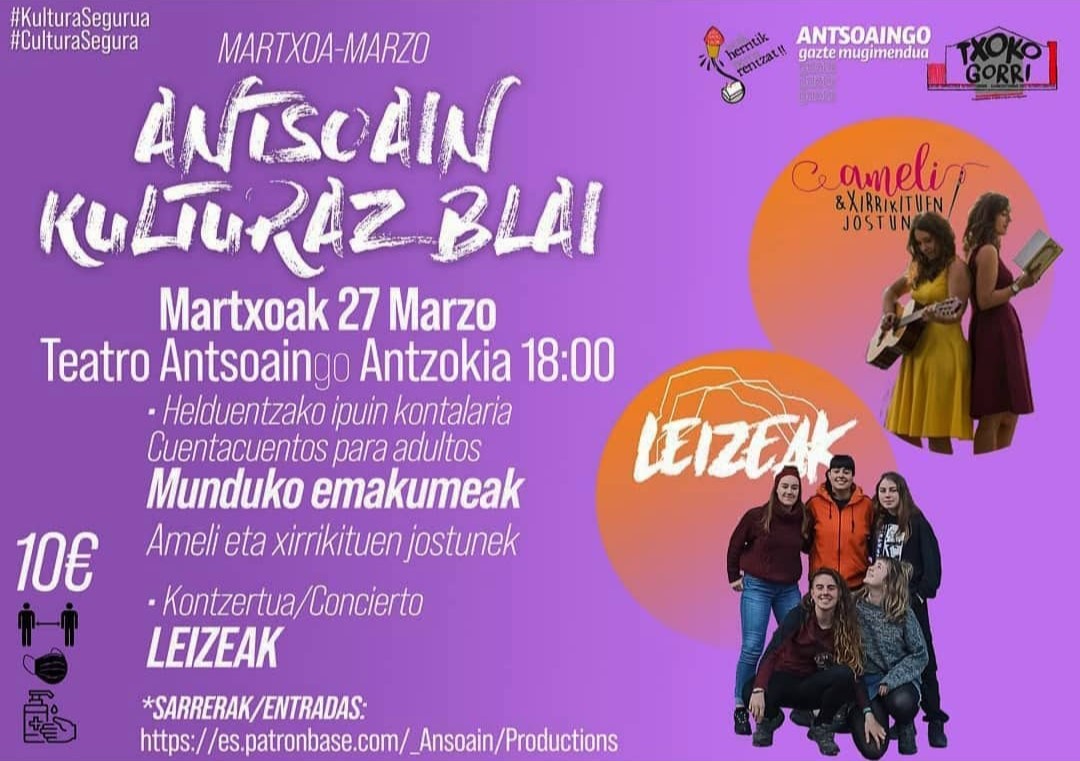 #KulturaSegurua
#CulturaSegura
MARTXOA-MARZO
ANTSOAIN
KULTURAZ BLAI
Martxoak 27 Marzo
Teatro Antsoaingo Antzokia 18:00
• Helduentzako ipuin kontalaria
Cuentacuentos para adultos
Munduko emakumeak
Ameli eta xirrikituen jostunek
10€
• Kontzertua/Concierto
LEIZEAK
*SARRERAK/ENTRADAS:
https://es.patronbase.com/_Ansoain/Productions
herritik
rentzat!!
ANTSOAINGO
gazte mugimendua
TXOKO
GORRI
ameli
&XIRRIKITUEN
JOSTUN
LEIZEAK